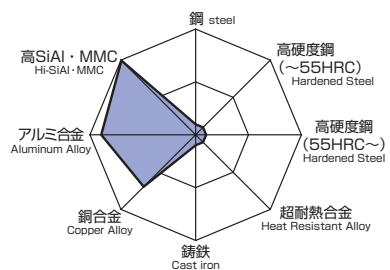 鋼 steel
高SiAl・MMC
Hi-SiAl・MMC
高硬度鋼
(～55HRC)
Hardened Steel
アルミ合金
Aluminum Alloy
高硬度鋼
(55HRC～)
Hardened Steel
銅合金
Copper Alloy
超耐熱合金
Heat Resistant Alloy
鋳鉄
Cast iron